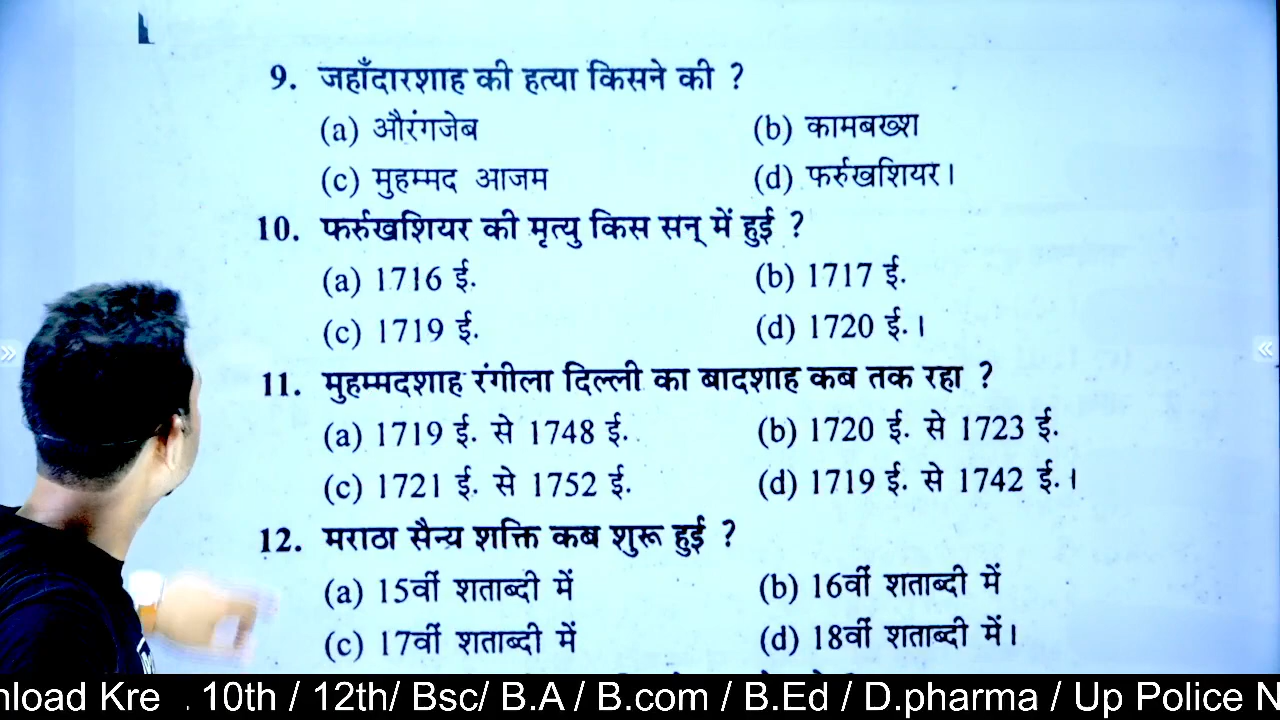 9. जहाँदारशाह की हत्या किसने की ?
(a) औरंगजेब (b) कामबख्श
(c) मुहम्मद आजम (d) फर्रुखशियर।
10. फर्रुखशियर की मृत्यु किस सन् में हुई ?
(a) 1716 ई. (b) 1717 ई.
(c) 1719 ई. (d) 1720 ई.।
11. मुहम्मदशाह रंगीला दिल्ली का बादशाह कब तक रहा ?
(a) 1719 ई. से 1748 ई. (b) 1720 ई. से 1723 ई.
(c) 1721 ई. से 1752 ई. (d) 1719 ई. से 1742 ई.।
12. मराठा सैन्य शक्ति कब शुरू हुई ?
(a) 15वीं शताब्दी में (b) 16वीं शताब्दी में
(c) 17वीं शताब्दी में (d) 18वीं शताब्दी में।
nload Kre . 10th / 12th/ Bsc/ B.A / B.com / B.Ed / D.pharma / Up Police N